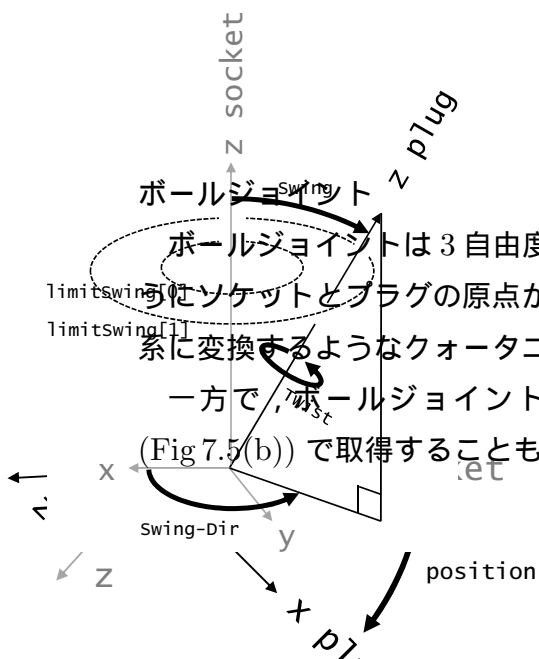 z socket
z plug
ボールジョイント
Swing
ボールジョイントは 3 自由度
limitSwing[0]
うにソケットとプラグの原点が
limitSwing[1]
系に変換するようなクォータニ
Twist
一方で，ボールジョイント
(Fig 7.5(b)) で取得することも
x
ket
Swing-Dir
y
z
position
x pl